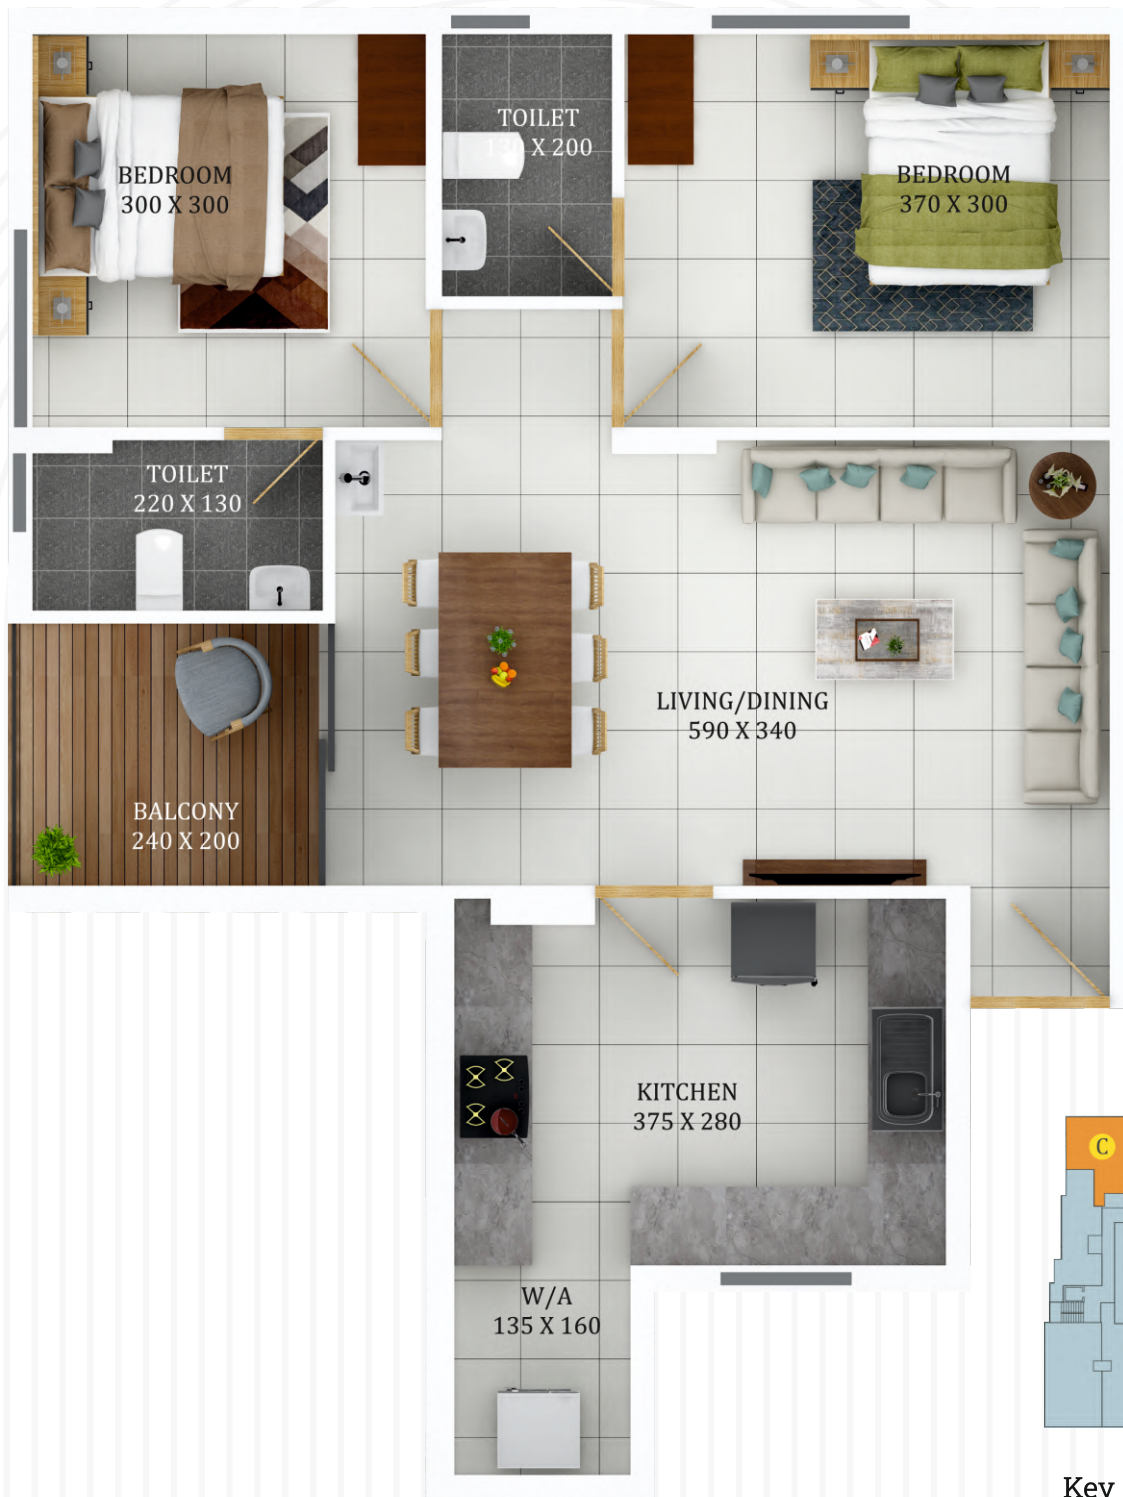 TOILET
130 X 200
BEDROOM
300 X 300
BEDROOM
370 X 300
TOILET
220 X 130
LIVING/DINING
590 X 340
BALCONY
240 X 200
KITCHEN
375 X 280
C
W/A
135 X 160
Key